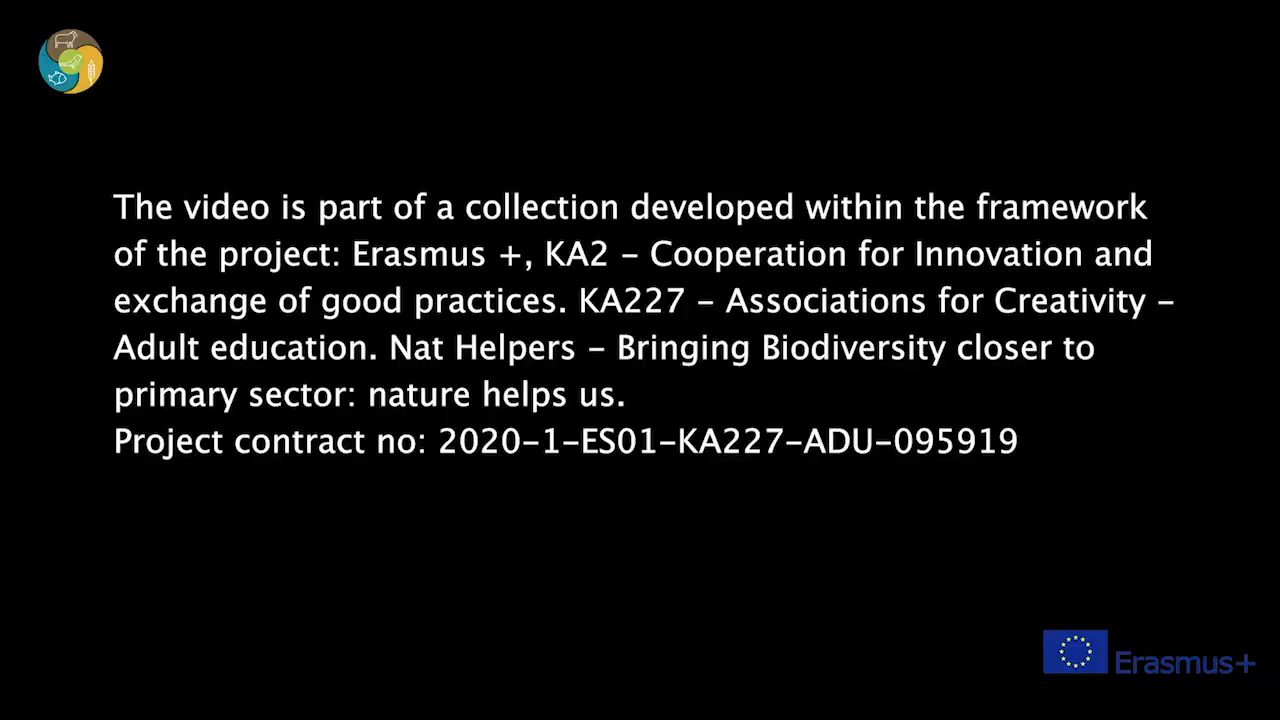 The video is part of a collection developed within the framework
of the project: Erasmus +, KA2 – Cooperation for Innovation and
exchange of good practices. KA227 – Associations for Creativity –
Adult education. Nat Helpers – Bringing Biodiversity closer to
primary sector: nature helps us.
Project contract no: 2020-1-ES01-KA227-ADU-095919
Erasmus+